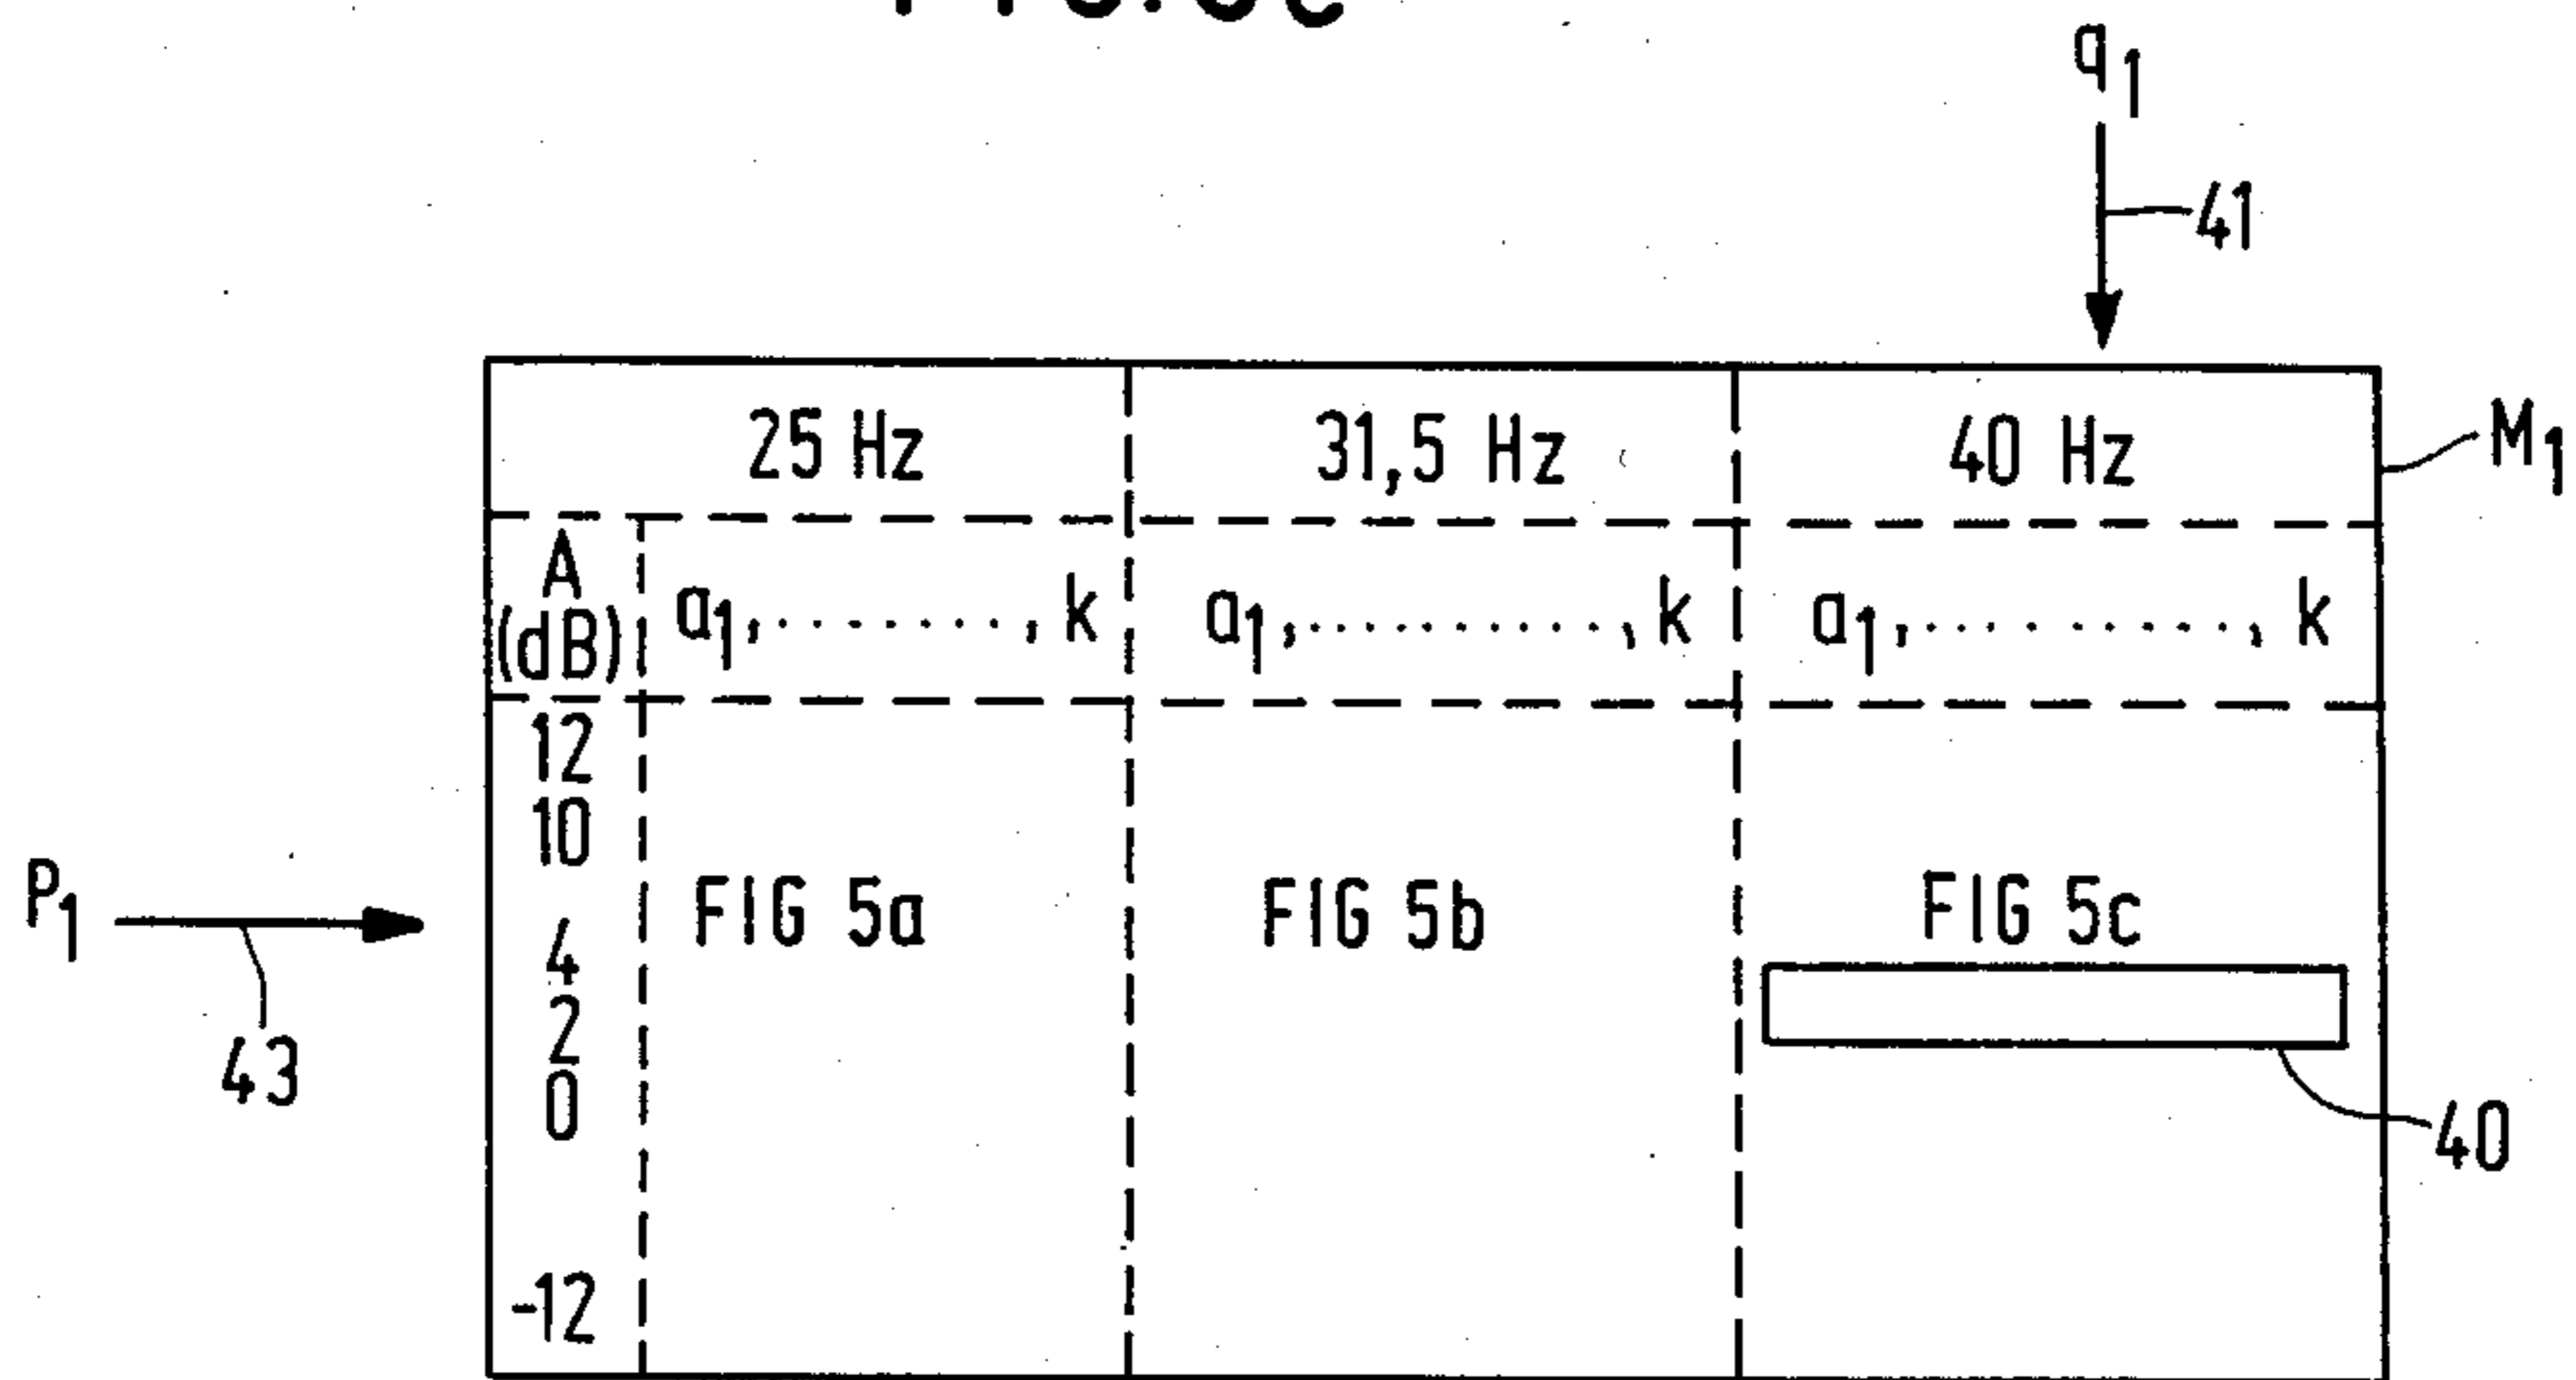 q1
41
25 Hz 31,5 Hz 40 Hz
M1
A
(dB)
a1,........, k a1,.........., k a1,.........., k
12
10
P1
FIG 5a FIG 5b FIG 5c
4
2
43
0
40
-12